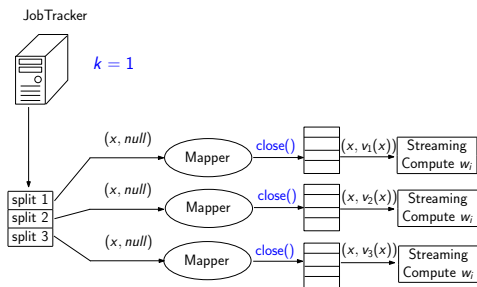 JobTracker
k = 1
(x, null)
Mapper
close()
(x, v₁(x))
Streaming
Compute wᵢ
split 1
split 2
split 3
(x, null)
Mapper
close()
(x, v₂(x))
Streaming
Compute wᵢ
(x, null)
Mapper
close()
(x, v₃(x))
Streaming
Compute wᵢ